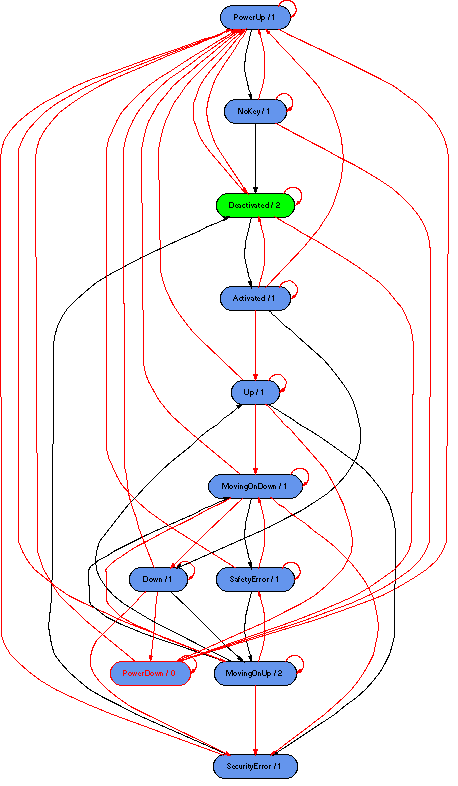 PowerUp / 1
NoKey / 1
Deactivated / 2
Activated / 1
Up / 1
MovingOnDown / 1
Down / 1
SafetyError / 1
PowerDown / 0
MovingOnUp / 2
SecurityError / 1